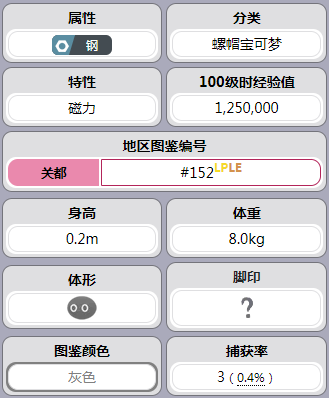 属性
分类
钢
螺帽宝可梦
特性
100级时经验值
磁力
1,250,000
地区图鉴编号
关都
#152LPLE
身高
体重
0.2m
8.0kg
体形
脚印
?
图鉴颜色
捕获率
灰色
3 (0.4%)